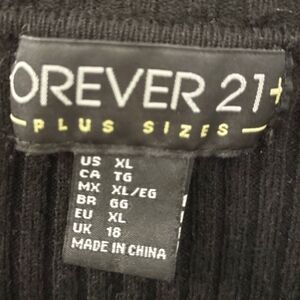 OREVER 21+
PLUS SIZES
US XL
CA TG
MX XL/EG
BR GG
EU XL
UK 18
MADE IN CHINA